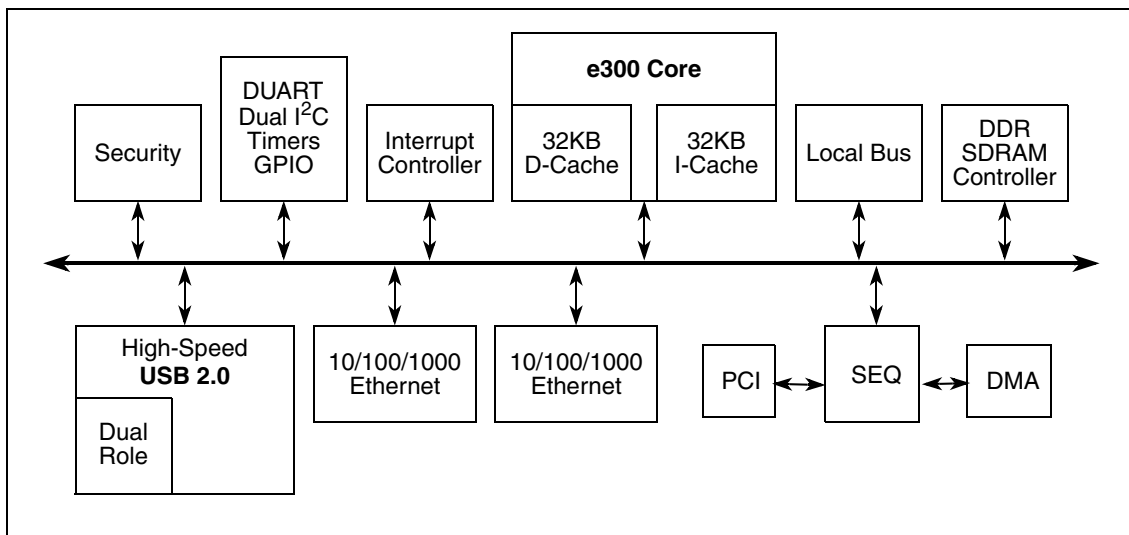 e300 Core
Security
DUART
Dual I²C
Timers
GPIO
Interrupt
Controller
32KB
D-Cache
32KB
I-Cache
Local Bus
DDR
SDRAM
Controller
High-Speed
USB 2.0
Dual
Role
10/100/1000
Ethernet
10/100/1000
Ethernet
PCI
SEQ
DMA